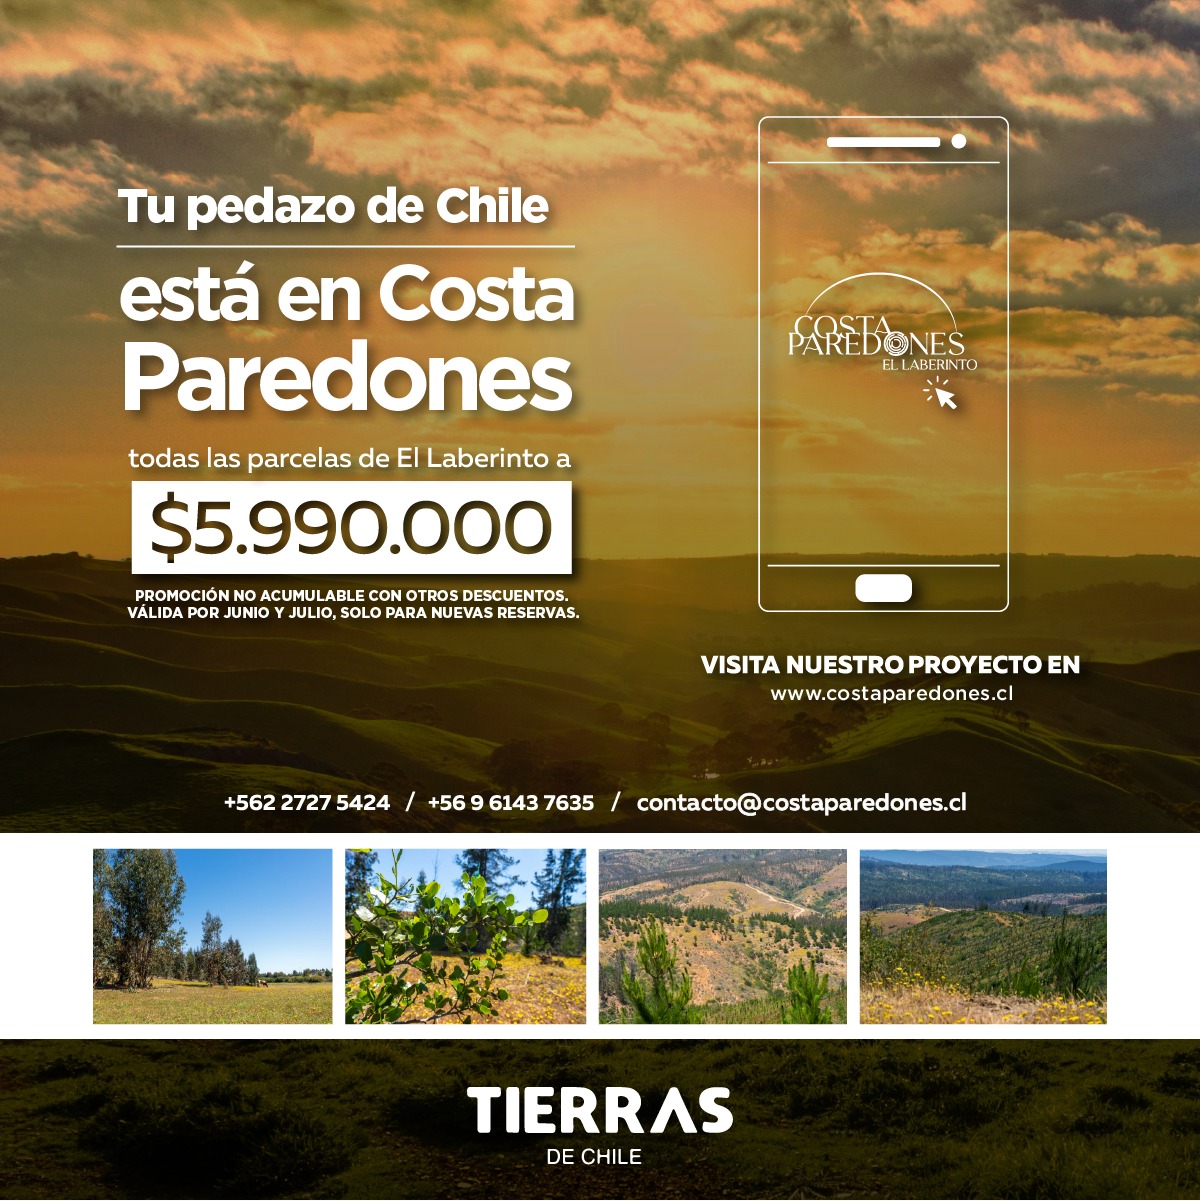 Tu pedazo de Chile
está en Costa
Paredones
todas las parcelas de El Laberinto a
$5.990.000
PROMOCIÓN NO ACUMULABLE CON OTROS DESCUENTOS.
VÁLIDA POR JUNIO Y JULIO, SOLO PARA NUEVAS RESERVAS.
COSTA
PAREDONES
EL LABERINTO
VISITA NUESTRO PROYECTO EN
www.costaparedones.cl
+562 2727 5424 / +56 9 6143 7635 / contacto@costaparedones.cl
TIERRAS
DE CHILE